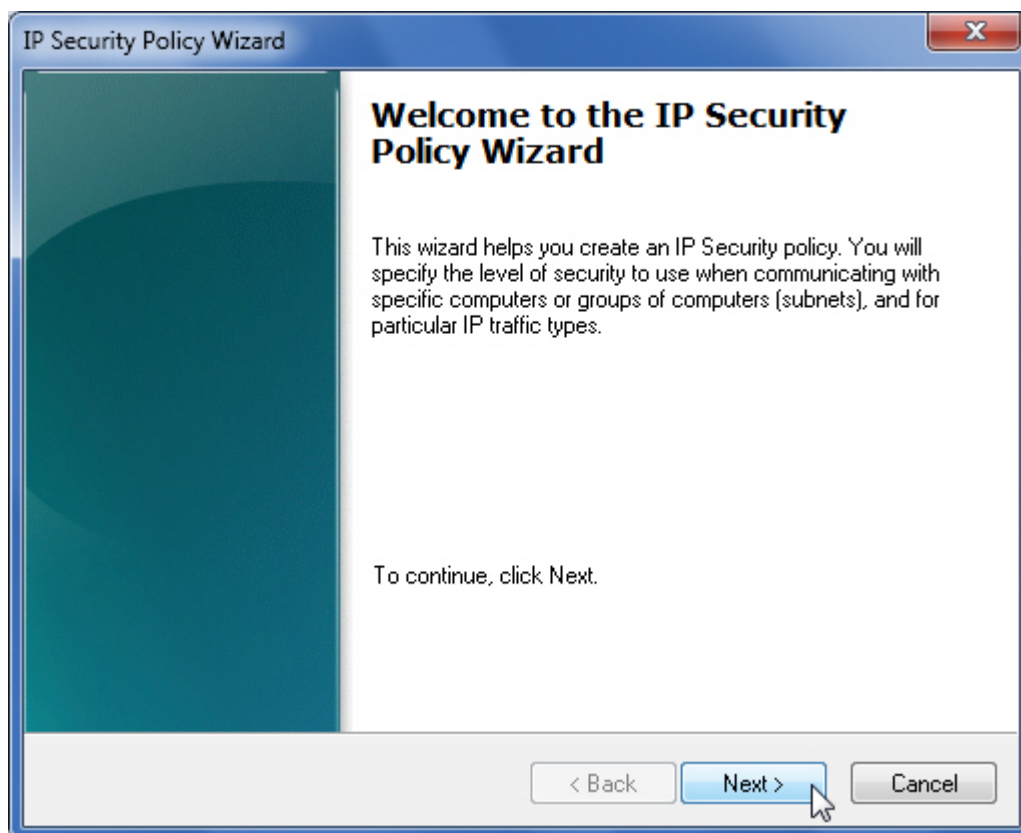 IP Security Policy Wizard
Welcome to the IP Security
Policy Wizard
This wizard helps you create an IP Security policy. You will
specify the level of security to use when communicating with
specific computers or groups of computers (subnets), and for
particular IP traffic types.
To continue, click Next.
< Back Next > Cancel